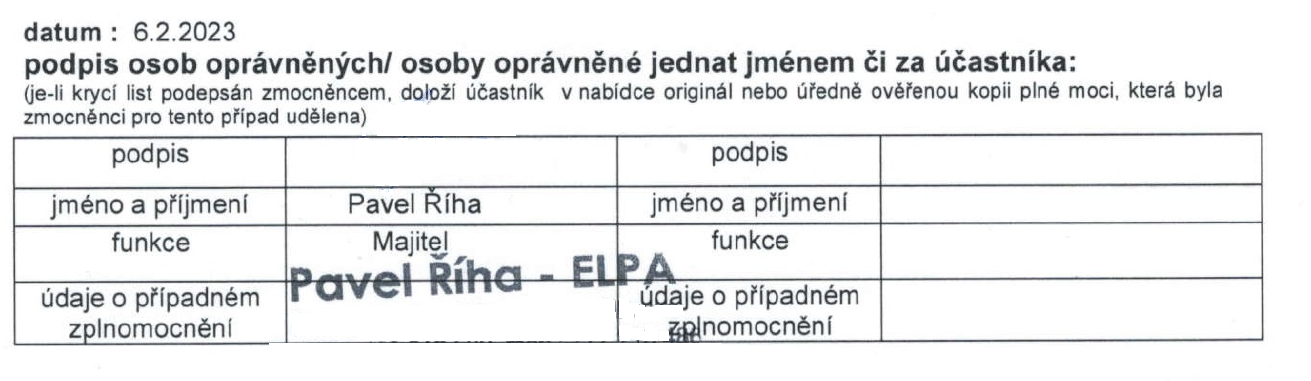 datum : 6.2.2023
podpis osob oprávněných/ osoby oprávněné jednat jménem či za účastníka:
(je-li krycí list podepsán zmocněncem, doloží účastník v nabídce originál nebo úředně ověřenou kopii plné moci, která byla
zmocněnci pro tento případ udělena)
podpis podpis
jméno a příjmení Pavel Říha jméno a příjmení
funkce Majitel funkce
Pavel Říha - ELPA
údaje o případném údaje o případném
zplnomocnění zplnomocnění